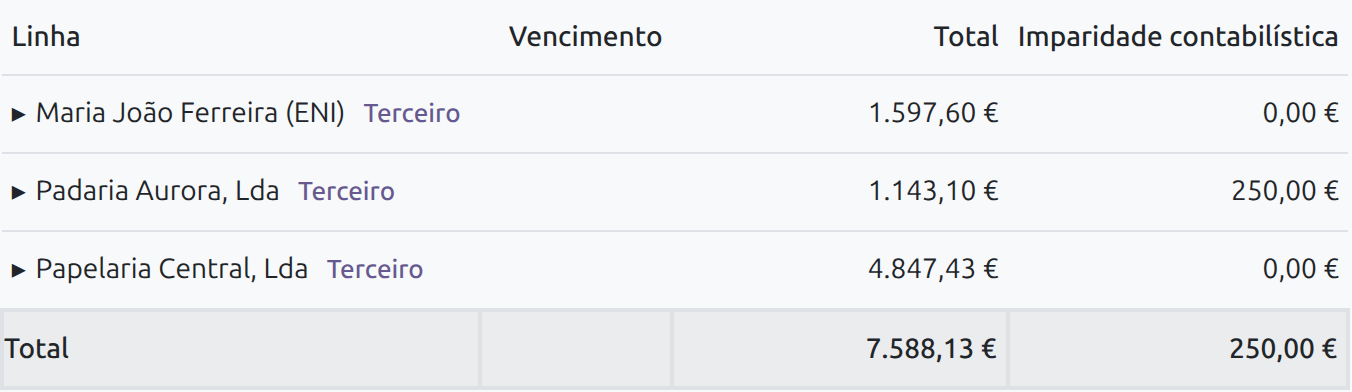 Linha Vencimento Total Imparidade contabilística
▸ Maria João Ferreira (ENI) Terceiro 1.597,60 € 0,00 €
▸ Padaria Aurora, Lda Terceiro 1.143,10 € 250,00 €
▸ Papelaria Central, Lda Terceiro 4.847,43 € 0,00 €
Total 7.588,13 € 250,00 €